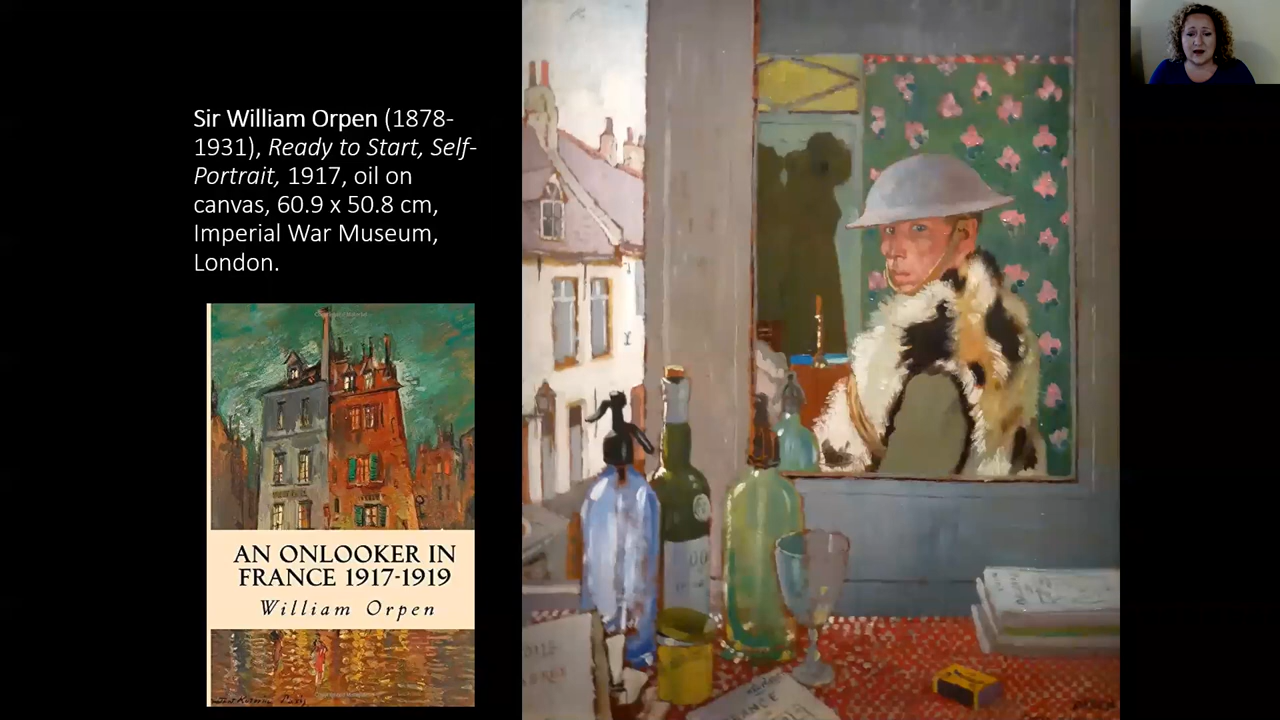 Sir William Orpen (1878-
1931), Ready to Start, Self-
Portrait, 1917, oil on
canvas, 60.9 x 50.8 cm,
Imperial War Museum,
London.
AN ONLOOKER IN
FRANCE 1917-1919
William Orpen